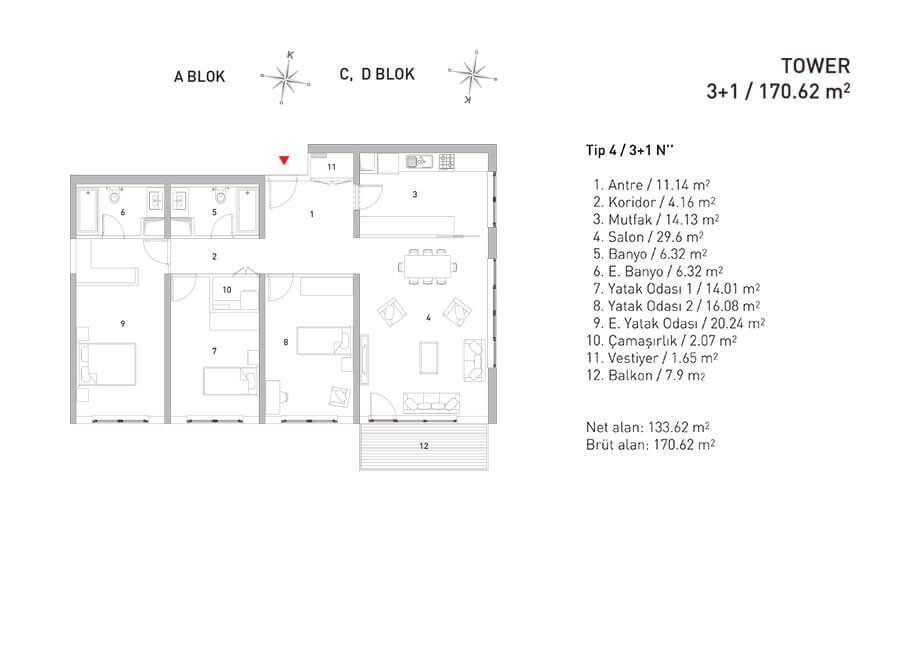 A BLOK
K
C, D BLOK
K
TOWER
3+1 / 170.62 m²
Tip 4 / 3+1 N''
1. Antre / 11.14 m²
2. Koridor / 4.16 m²
3. Mutfak / 14.13 m²
4. Salon / 29.6 m²
5. Banyo / 6.32 m²
6. E. Banyo / 6.32 m²
7. Yatak Odası 1 / 14.01 m²
8. Yatak Odası 2 / 16.08 m²
9. E. Yatak Odası / 20.24 m²
10. Çamaşırlık / 2.07 m²
11. Vestiyer / 1.65 m²
12. Balkon / 7.9 m2
Net alan: 133.62 m²
Brüt alan: 170.62 m²
11
3
6
5
1
2
10
4
9
7
8
12